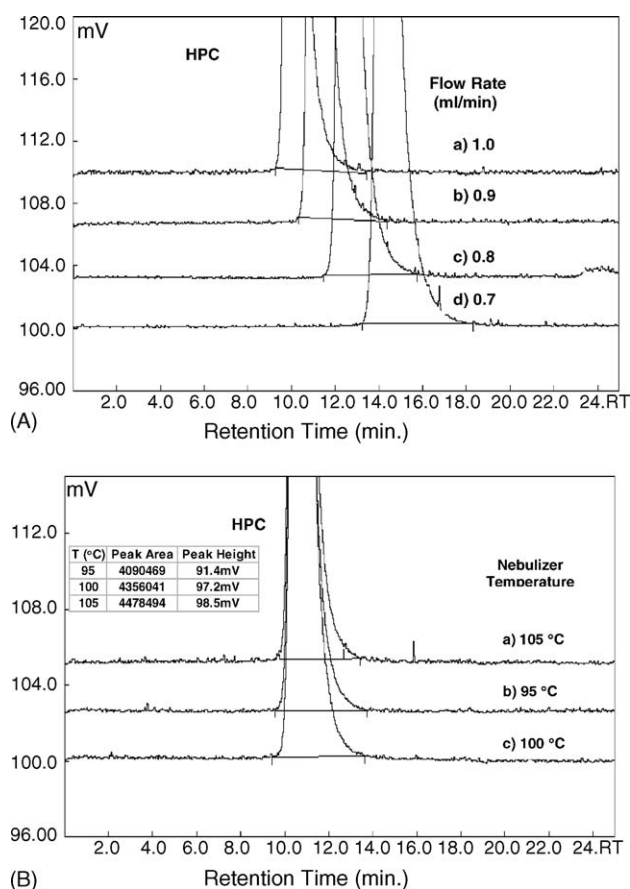 120.0
mV
HPC
116.0
Flow Rate
(ml/min)
112.0
a) 1.0
108.0
b) 0.9
104.0
c) 0.8
d) 0.7
100.0
96.00
2.0 4.0 6.0 8.0 10.0 12.0 14.0 16.0 18.0 20.0 22.0 24.RT
(A)
Retention Time (min.)
mV
112.0
HPC
T (°C) Peak Area Peak Height
95 4090469 91.4mV
100 4356041 97.2mV
105 4478494 98.5mV
Nebulizer
Temperature
108.0
a) 105 °C
104.0
b) 95 °C
c) 100 °C
100.0
96.00
2.0 4.0 6.0 8.0 10.0 12.0 14.0 16.0 18.0 20.0 22.0 24.RT
(B)
Retention Time (min.)